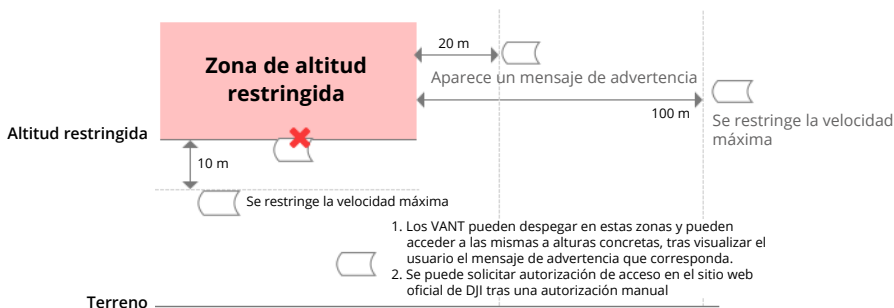 20 m
Zona de altitud
restringida
Aparece un mensaje de advertencia
100 m
Se restringe la velocidad
máxima
Altitud restringida
10 m
Se restringe la velocidad máxima
1. Los VANT pueden despegar en estas zonas y pueden
acceder a las mismas a alturas concretas, tras visualizar el
usuario el mensaje de advertencia que corresponda.
2. Se puede solicitar autorización de acceso en el sitio web
oficial de DJI tras una autorización manual
Terreno